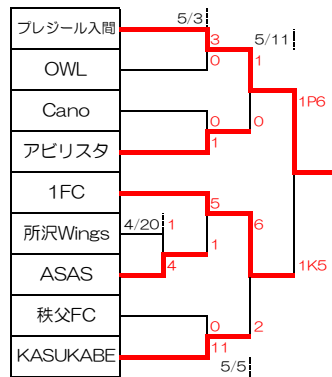 5/3
プレジール入間
3
5/11
OWL
0
1
1P6
Cano
0
0
アビリスタ
1
1FC
5
所沢Wings
4/20
1
6
ASAS
4
1
1K5
秩父FC
0
2
KASUKABE
11
5/5